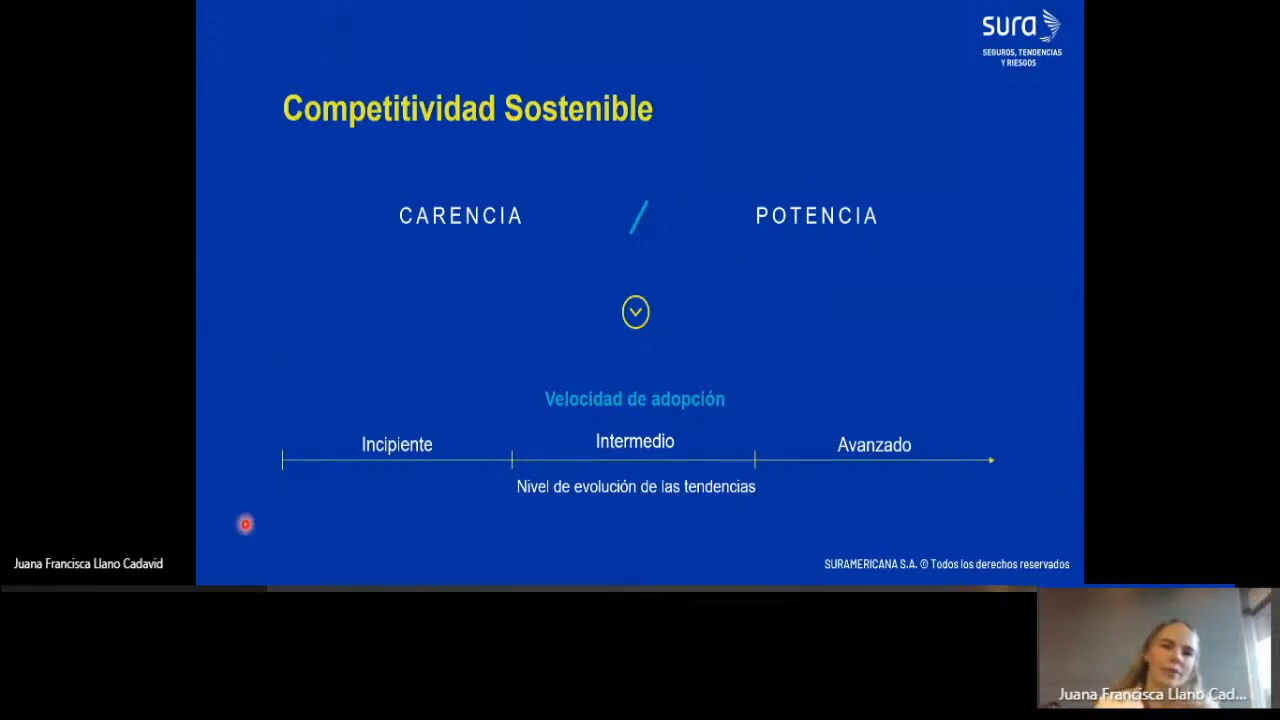 sura
SEGUROS, TENDENCIAS
Y RIESGOS
Competitividad Sostenible
CARENCIA / POTENCIA
Velocidad de adopción
Incipiente Intermedio Avanzado
Nivel de evolución de las tendencias
Juana Francisca Llano Cadavid
SURAMERICANA S.A. © Todos los derechos reservados
Juana Francisca Llano Cad...